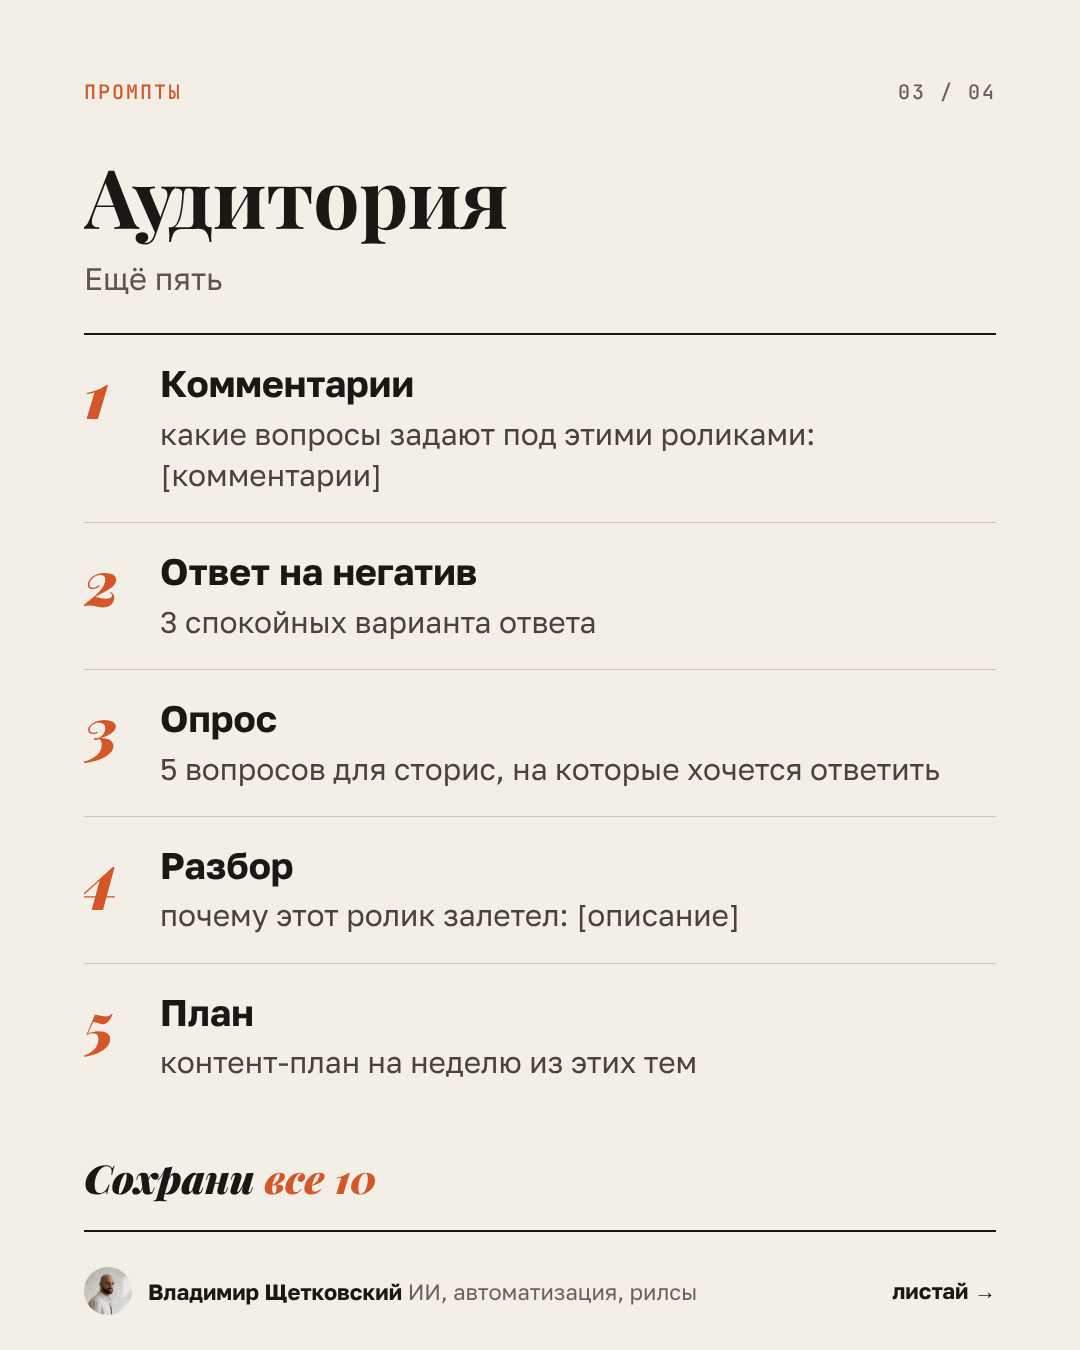 ПРОМПТЫ
03 / 04
Аудитория
Ещё пять
1
Комментарии
какие вопросы задают под этими роликами:
[комментарии]
2
Ответ на негатив
3 спокойных варианта ответа
3
Опрос
5 вопросов для сторис, на которые хочется ответить
4
Разбор
почему этот ролик залетел: [описание]
5
План
контент-план на неделю из этих тем
Сохрани все 10
Владимир Щетковский ИИ, автоматизация, рилсы
листай →